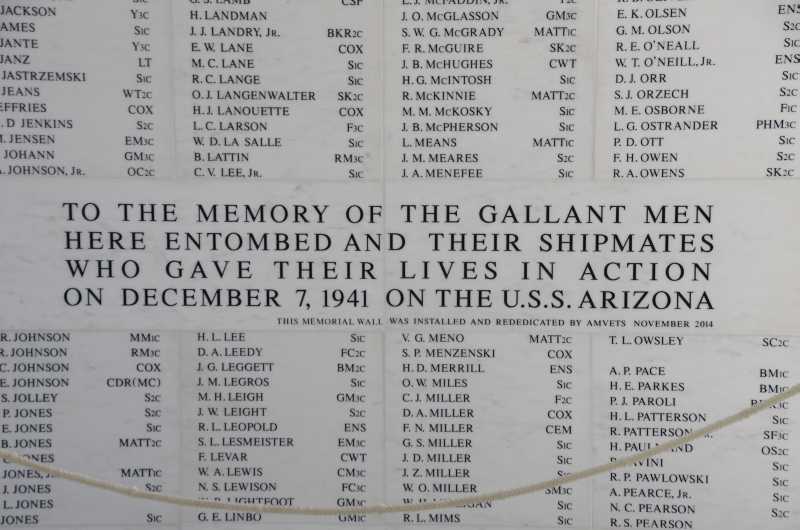 JACKSON Y3C
AMES S1C
JANTE Y3C
JANZ LT
JASTRZEMSKI S1C
JEANS WT2C
EFFRIES COX
D JENKINS S2C
M. JENSEN EM3C
JOHANN GM3C
JOHNSON, JR. OC2C
LAMB CSF
H. LANDMAN
J. J. LANDRY, JR. BKR2C
E. W. LANE COX
M. C. LANE S1C
R. C. LANGE S1C
O. J. LANGENWALTER SK2C
H. J. LANOUETTE COX
L. C. LARSON F3C
W. D. LA SALLE S1C
B. LATTIN RM3C
C. V. LEE, JR. S1C
J. O. MCGLASSON GM3C
S. W. G. MCGRADY MATT1C
F. R. MCGUIRE SK2C
J. B. MCHUGHES CWT
H. G. MCINTOSH S1C
R. MCKINNIE MATT2C
M. M. MCKOSKY S1C
J. B. MCPHERSON S1C
L. MEANS MATT1C
J. M. MEARES S2C
J. A. MENEFEE S1C
ENS
E. K. OLSEN
G. M. OLSON S2C
R. E. O'NEALL S1C
W. T. O'NEILL, JR. ENS
D. J. ORR S1C
S. J. ORZECH S2C
M. E. OSBORNE F1C
L. G. OSTRANDER PHM3C
P. D. OTT S1C
F. H. OWEN S2C
R. A. OWENS SK2C
TO THE MEMORY OF THE GALLANT MEN
HERE ENTOMBED AND THEIR SHIPMATES
WHO GAVE THEIR LIVES IN ACTION
ON DECEMBER 7, 1941 ON THE U.S.S. ARIZONA
THIS MEMORIAL WALL WAS INSTALLED AND REDEDICATED BY AMVETS NOVEMBER 2014
R. JOHNSON MM1C
R. JOHNSON RM3C
C. JOHNSON COX
E. JOHNSON CDR(MC)
S. JOLLEY S2C
P. JONES S2C
E. JONES S1C
B. JONES MATT2C
JONES
JONES, J MATT1C
J. JONES S2C
L. JONES
JONES S1C
H. L. LEE S1C
D. A. LEEDY FC2C
J. G. LEGGETT BM2C
J. M. LEGROS S1C
M. H. LEIGH GM3C
J. W. LEIGHT S2C
R. L. LEOPOLD ENS
S. L. LESMEISTER EM3C
F. LEVAR CWT
W. A. LEWIS CM3C
N. S. LEWISON FC3C
LIGHTFOOT GM3C
G. E. LINBO GM1C
V. G. MENO MATT2C
S. P. MENZENSKI COX
H. D. MERRILL ENS
O. W. MILES S1C
C. J. MILLER F2C
D. A. MILLER COX
F. N. MILLER CEM
G. S. MILLER S1C
J. D. MILLER S1C
J. Z. MILLER S1C
W. O. MILLER SM3C
W. H. S1C
R. L. MIMS S1C
T. L. OWSLEY SC2C
A. P. PACE BM1C
H. E. PARKES BM1C
P. J. PAROLI
H. L. PATTERSON S1C
R. PATTERSON SF3C
H. OS2C
S1C
R. P. PAWLOWSKI S1C
A. PEARCE, JR. S1C
N. C. PEARSON S2C
R. S. PEARSON